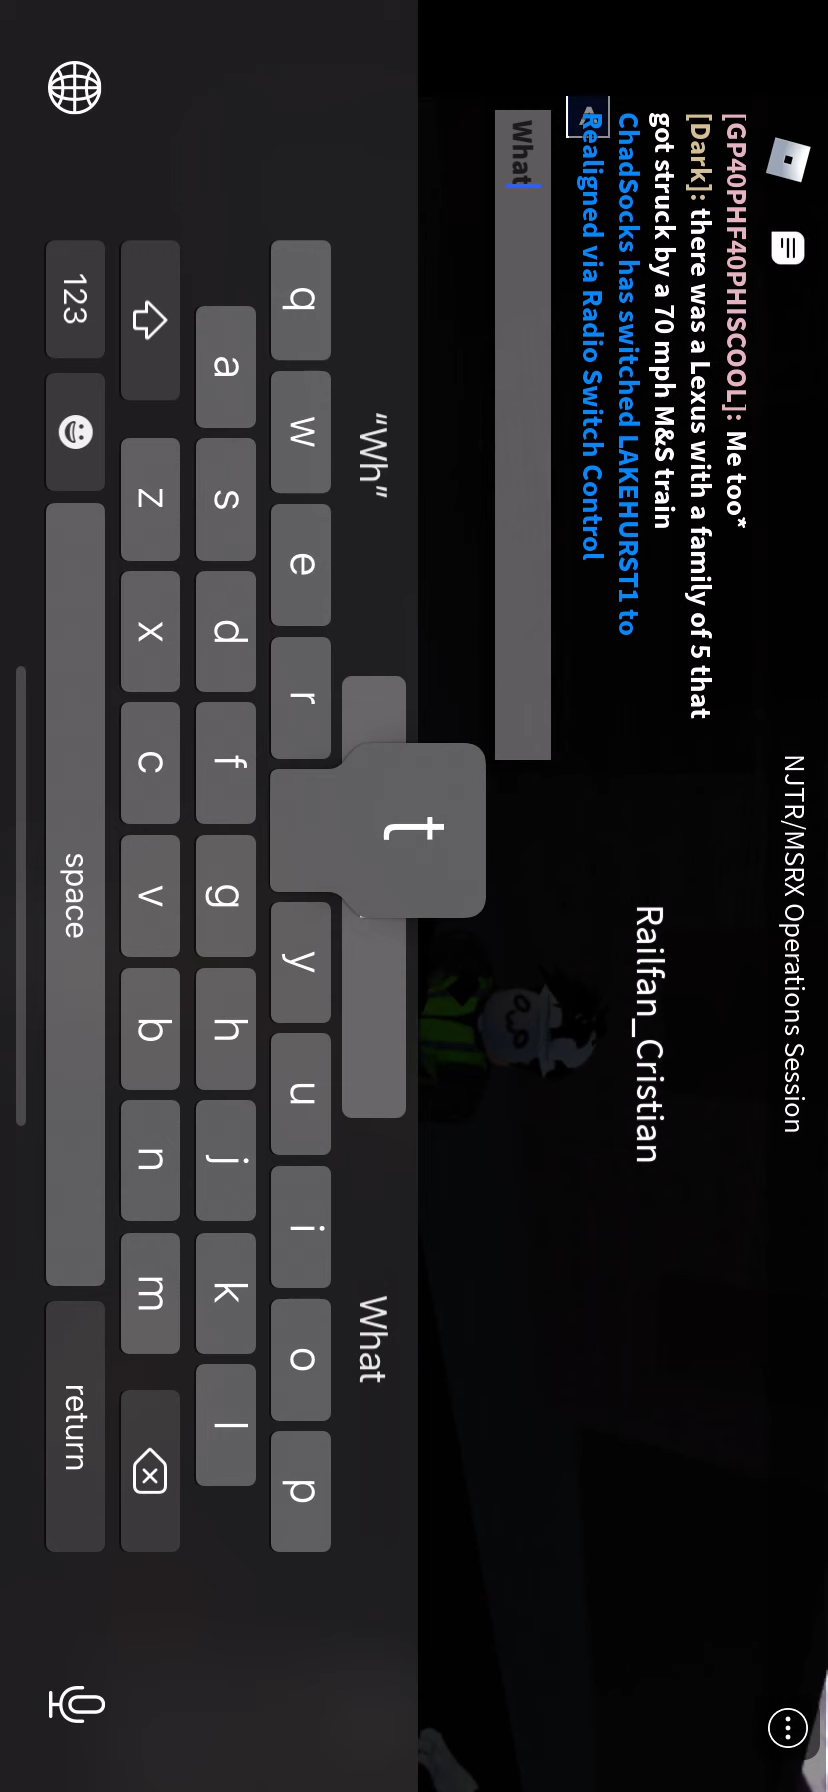 NJTR/MSRX Operations Session
[GP40PHF40PHISCOOL]: Me too*
[Dark]: there was a Lexus with a family of 5 that
got struck by a 70 mph M&S train
ChadSocks has switched LAKEHURST1 to
Realigned via Radio Switch Control
Railfan_Cristian
What
"Wh"
What
t
q w e r y u i o p
a s d f g h j k l
z x c v b n m
123
space
return